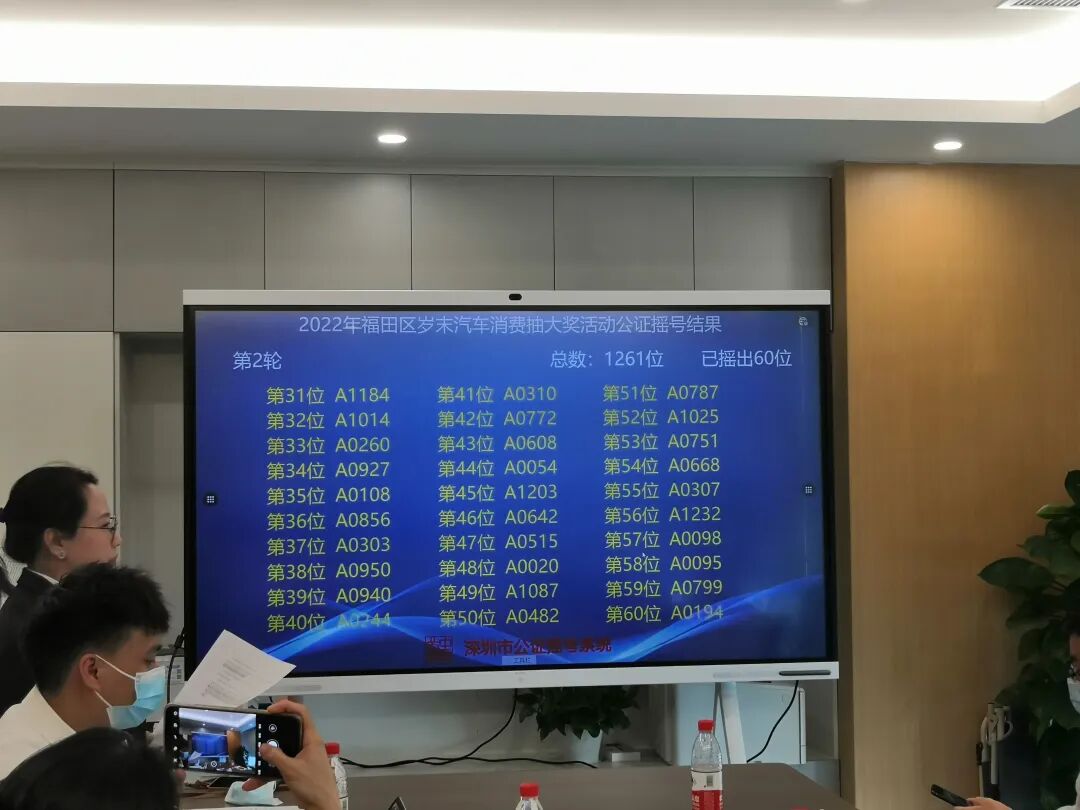 2022年福田区岁末汽车消费抽大奖活动公证摇号结果
第2轮 总数：1261位 已摇出60位
第31位 A1184
第32位 A1014
第33位 A0260
第34位 A0927
第35位 A0108
第36位 A0856
第37位 A0303
第38位 A0950
第39位 A0940
第40位 A0244
第41位 A0310
第42位 A0772
第43位 A0608
第44位 A0054
第45位 A1203
第46位 A0642
第47位 A0515
第48位 A0020
第49位 A1087
第50位 A0482
第51位 A0787
第52位 A1025
第53位 A0751
第54位 A0668
第55位 A0307
第56位 A1232
第57位 A0098
第58位 A0095
第59位 A0799
第60位 A0194
深圳市公证摇号系统
工具栏